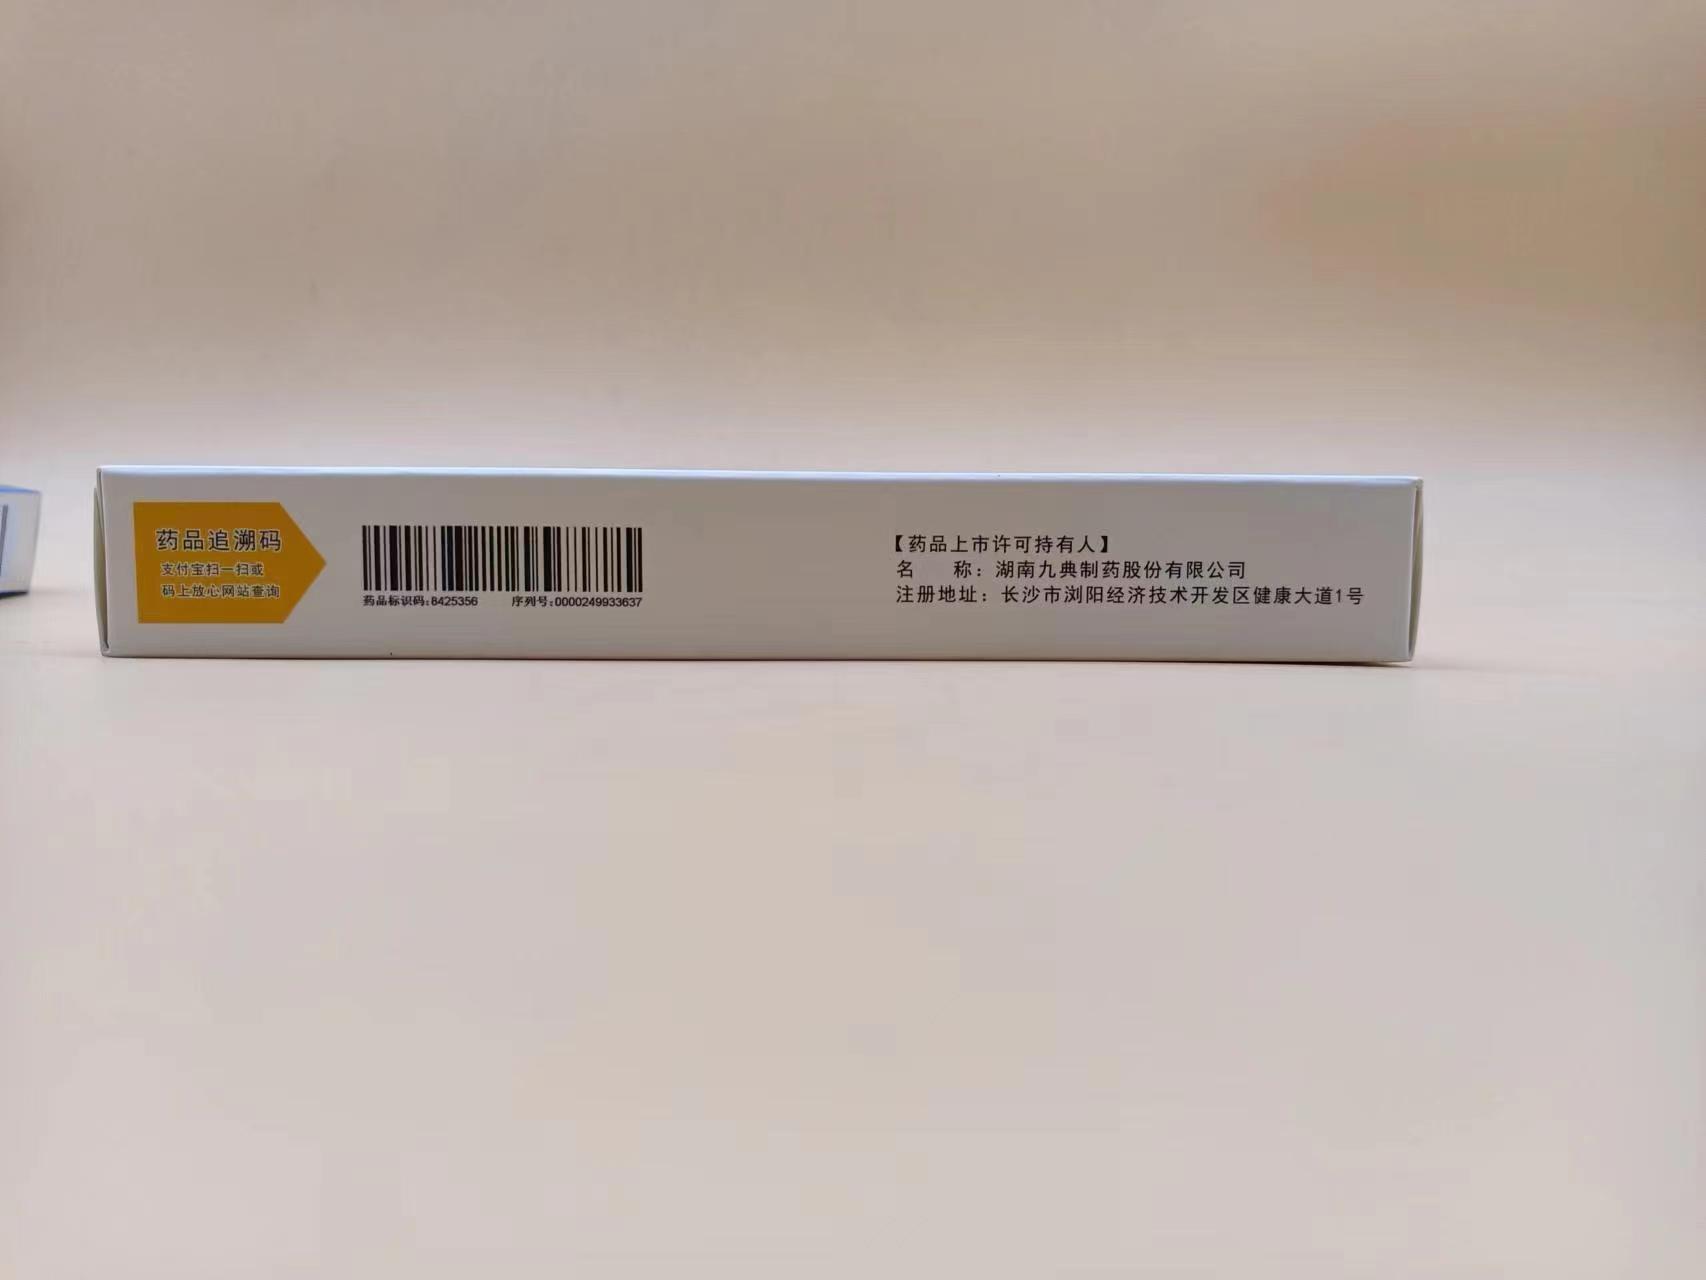 药品追溯码
支付宝扫一扫或
码上放心网站查询
药品标识码:8425356 序列号:0000249933637
【药品上市许可持有人】
名 称：湖南九典制药股份有限公司
注册地址：长沙市浏阳经济技术开发区健康大道1号